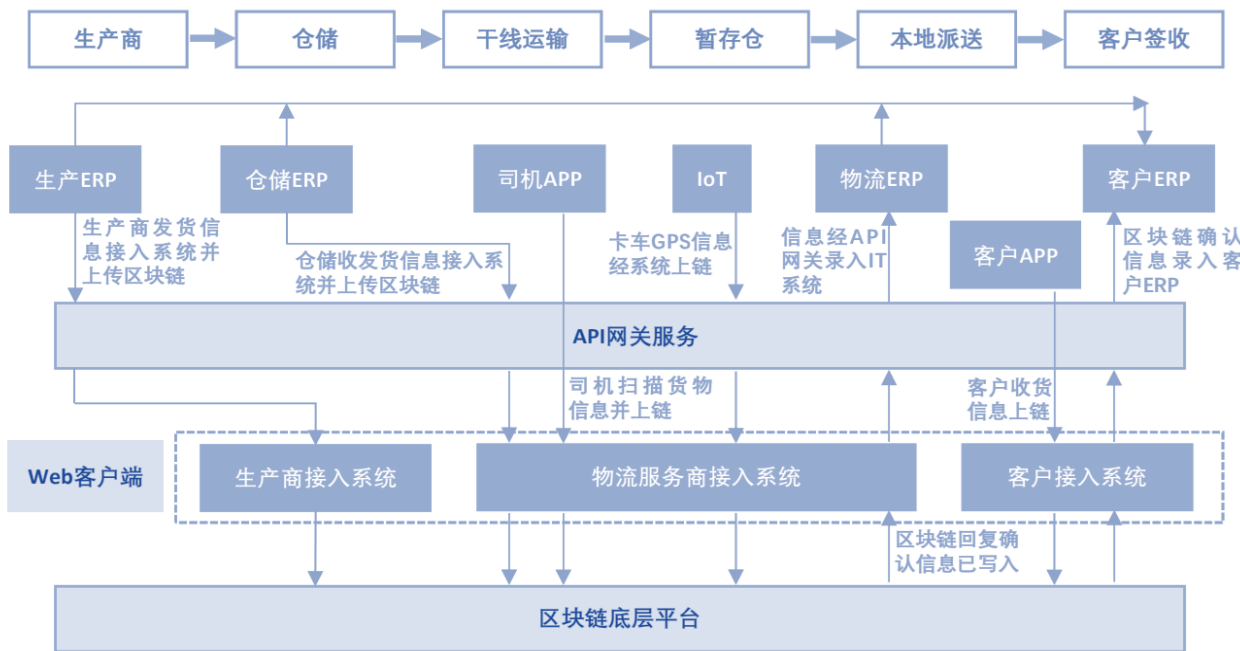 生产商
仓储
干线运输
暂存仓
本地派送
客户签收
生产ERP
仓储ERP
司机APP
IoT
物流ERP
客户ERP
生产商发货信
息接入系统并
上传区块链
仓储收发货信息接入系
统并上传区块链
卡车GPS信息
经系统上链
信息经API
网关录入IT
系统
客户APP
区块链确认
信息录入客
户ERP
API网关服务
司机扫描货物
信息并上链
客户收货
信息上链
Web客户端
生产商接入系统
物流服务商接入系统
客户接入系统
区块链回复确
认信息已写入
区块链底层平台